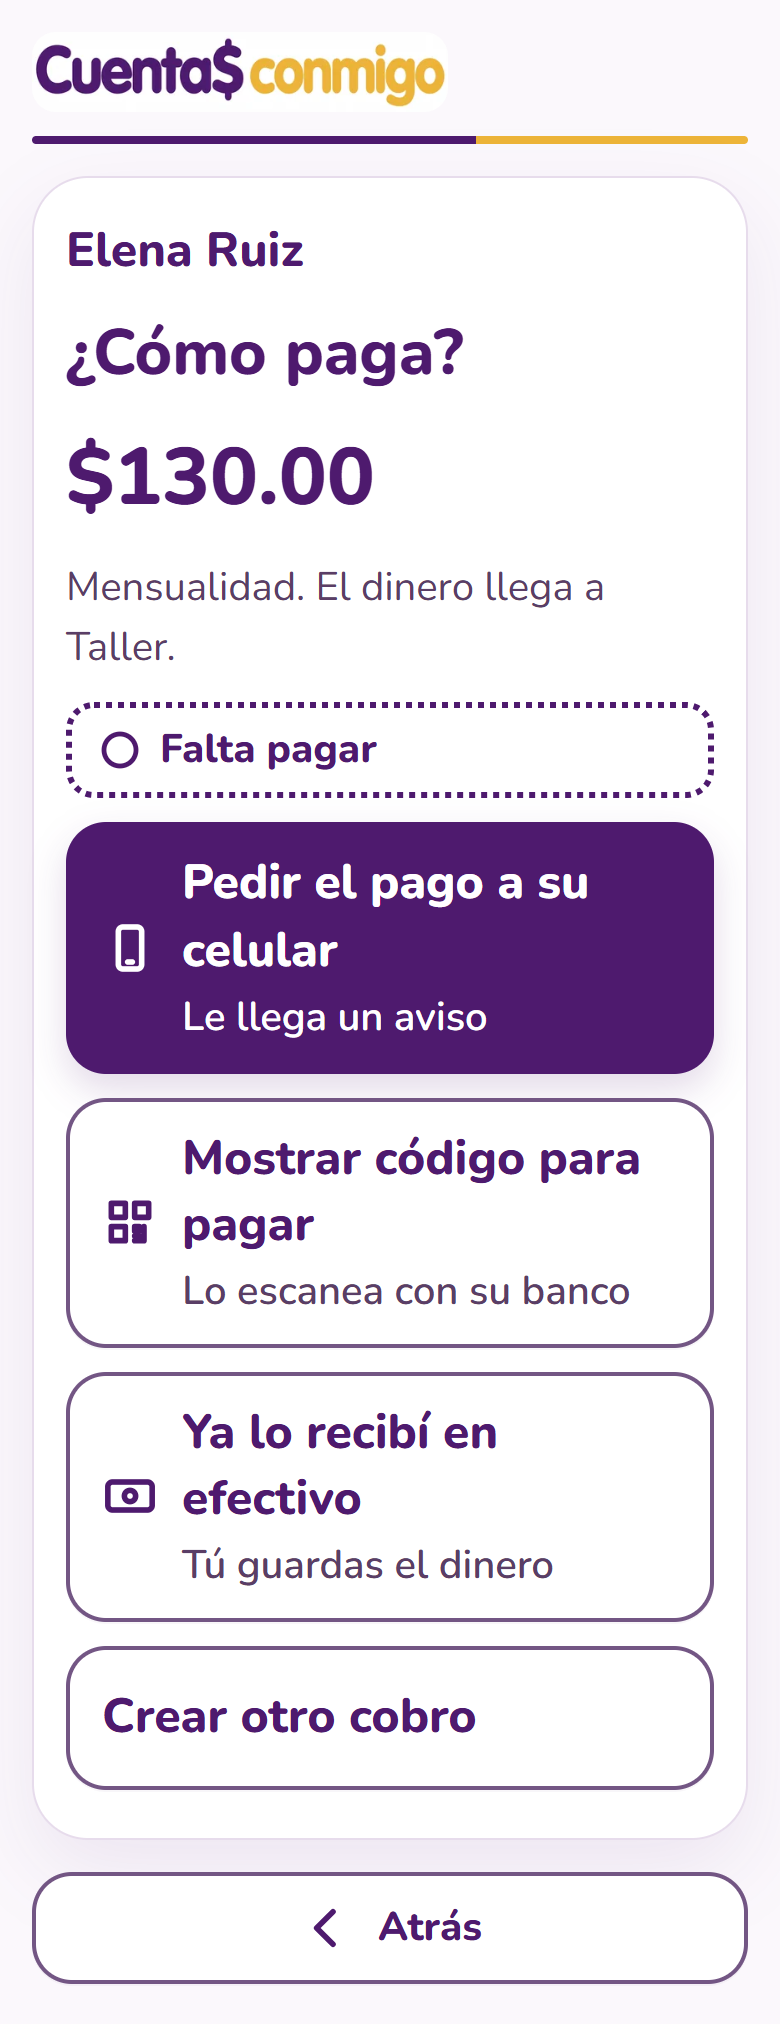 Cuenta$ conmigo
Elena Ruiz
¿Cómo paga?
$130.00
Mensualidad. El dinero llega a
Taller.
Falta pagar
Pedir el pago a su
celular
Le llega un aviso
Mostrar código para
pagar
Lo escanea con su banco
Ya lo recibí en
efectivo
Tú guardas el dinero
Crear otro cobro
Atrás